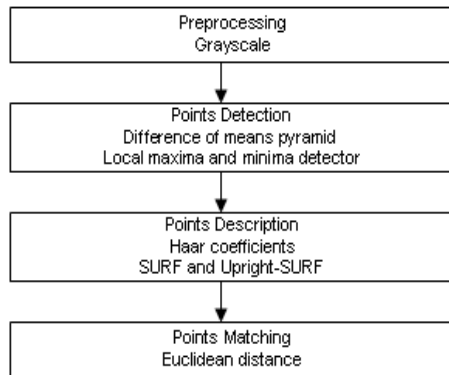 Preprocessing
Grayscale
Points Detection
Difference of means pyramid
Local maxima and minima detector
Points Description
Haar coefficients
SURF and Upright-SURF
Points Matching
Euclidean distance